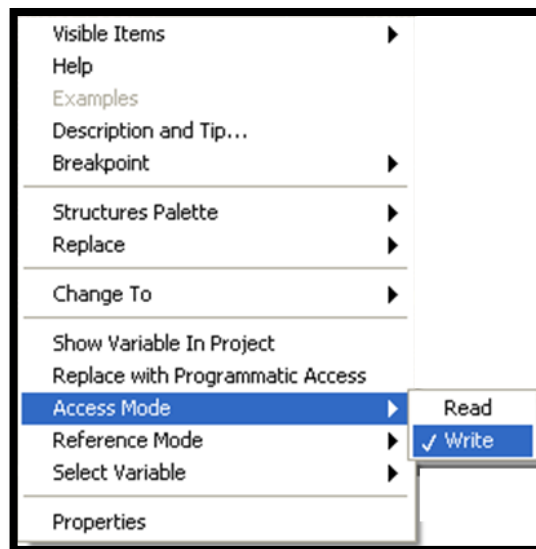 Visible Items
Help
Examples
Description and Tip...
Breakpoint
Structures Palette
Replace
Change To
Show Variable In Project
Replace with Programmatic Access
Access Mode
Read
Reference Mode
Write
Select Variable
Properties